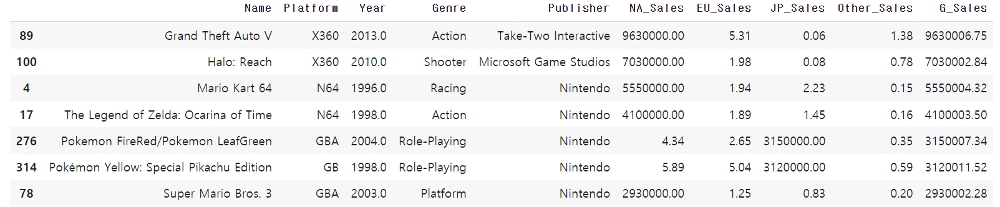 Name Platform Year Genre Publisher NA_Sales EU_Sales JP_Sales Other_Sales G_Sales
89 Grand Theft Auto V X360 2013.0 Action Take-Two Interactive 9630000.00 5.31 0.06 1.38 9630006.75
100 Halo: Reach X360 2010.0 Shooter Microsoft Game Studios 7030000.00 1.98 0.08 0.78 7030002.84
4 Mario Kart 64 N64 1996.0 Racing Nintendo 5550000.00 1.94 2.23 0.15 5550004.32
17 The Legend of Zelda: Ocarina of Time N64 1998.0 Action Nintendo 4100000.00 1.89 1.45 0.16 4100003.50
276 Pokemon FireRed/Pokemon LeafGreen GBA 2004.0 Role-Playing Nintendo 4.34 2.65 3150000.00 0.35 3150007.34
314 Pokémon Yellow: Special Pikachu Edition GB 1998.0 Role-Playing Nintendo 5.89 5.04 3120000.00 0.59 3120011.52
78 Super Mario Bros. 3 GBA 2003.0 Platform Nintendo 2930000.00 1.25 0.83 0.20 2930002.28